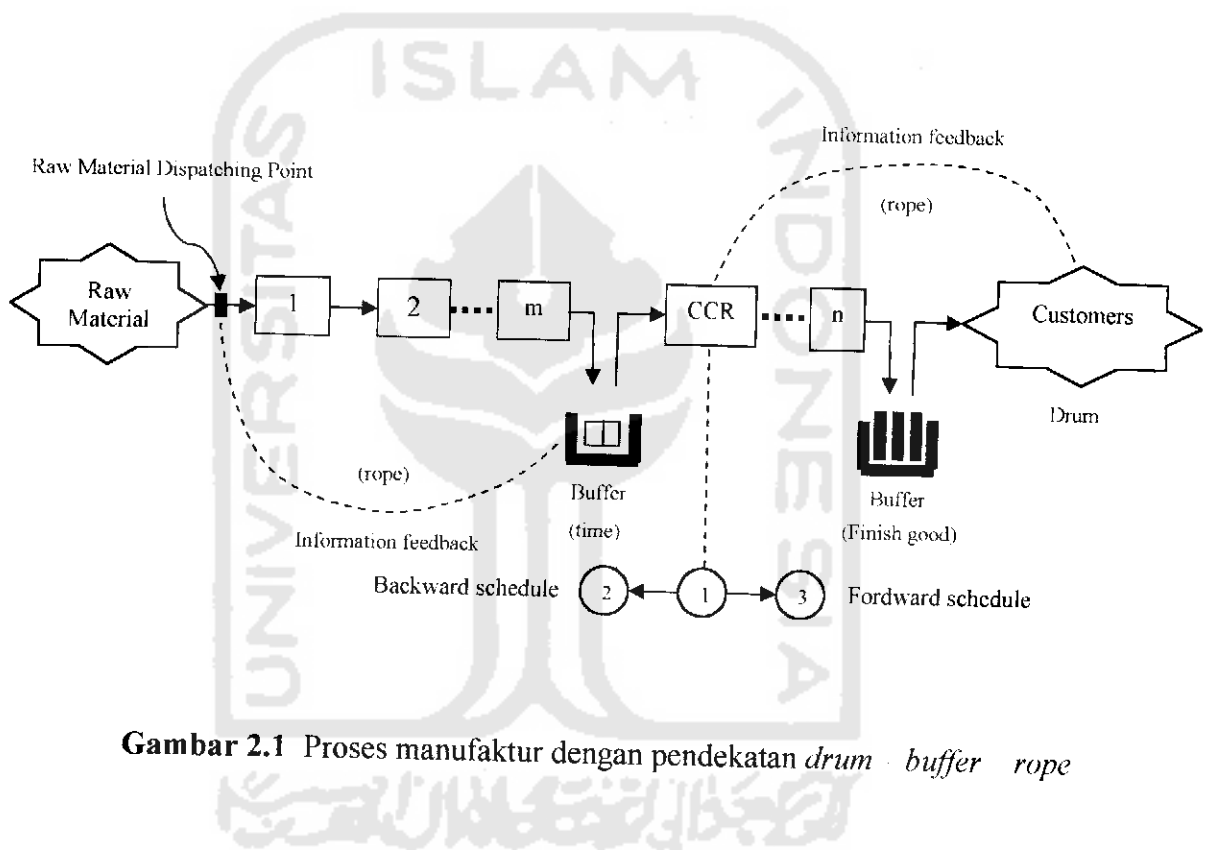 ISLAM
UNIVERSITAS
INDONESIA
Information feedback
(rope)
Raw Material Dispatching Point
Raw
Material
1
2
m
CCR
n
Customers
Drum
Buffer
(time)
Buffer
(Finish good)
(rope)
Information feedback
Backward schedule
2
1
3
Fordward schedule
Gambar 2.1 Proses manufaktur dengan pendekatan drum buffer rope